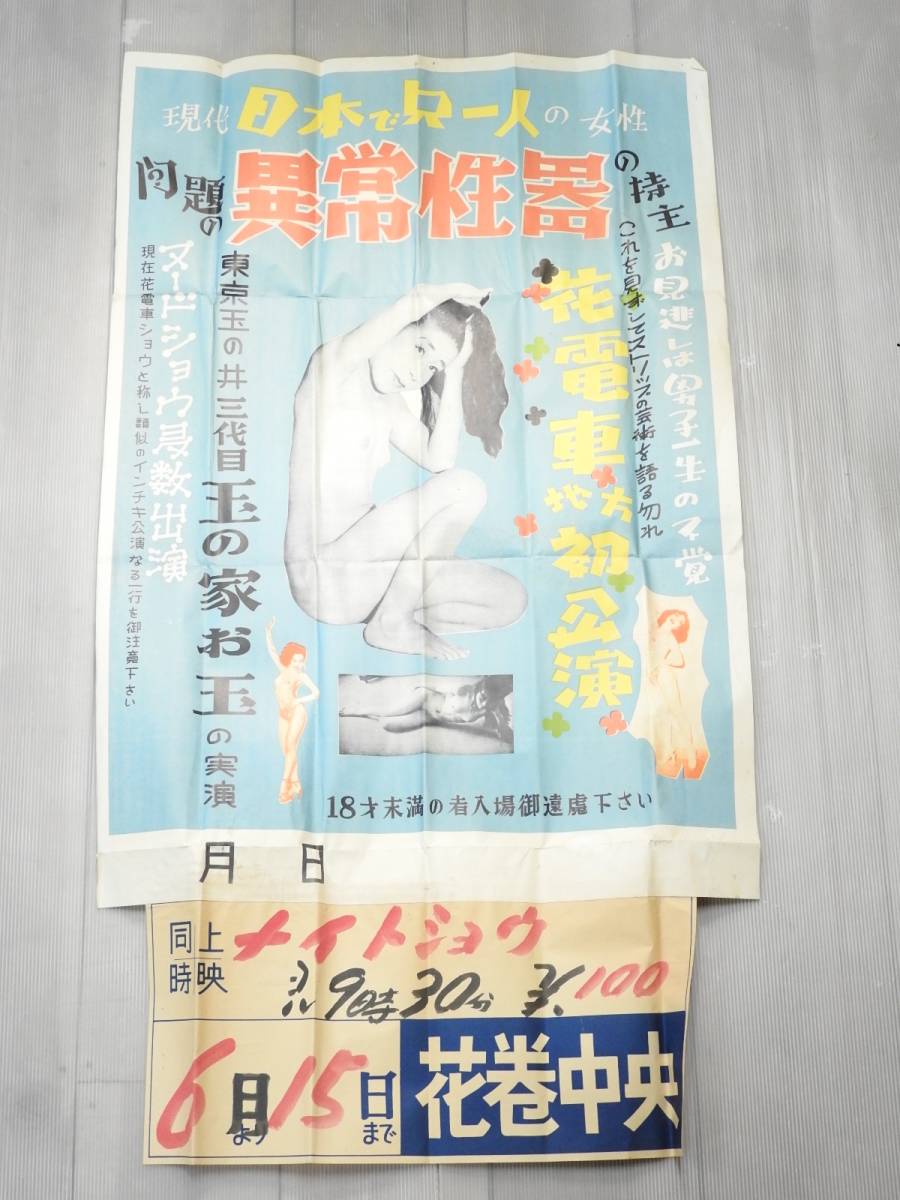 現代 日本で只一人の 女性
問題の 異常性器 の持主
お見逃しは男子一生の不覚
これを見ずしてストリップの芸術を語る勿れ
花電車 地方 初公演
東京玉の井三代目 玉の家お玉の実演
ヌードショウ多数出演
現在花電車ショウと称し類似のインチキ公演なる一行を御注意下さい
18才末満の者入場御遠慮下さい
月 日
同時上映 ナイトショウ
9時30分 100
6日より 15日まで
花巻中央